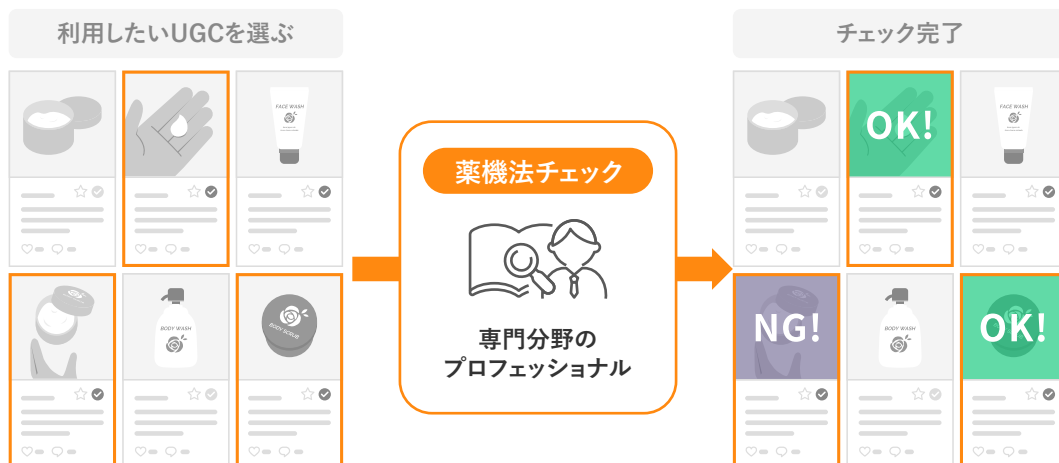 利用したいUGCを選ぶ
チェック完了
FACE WASH
FACE WASH
OK!
薬機法チェック
専門分野の
プロフェッショナル
BODY WASH
BODY SCRUB
NG!
BODY WASH
OK!